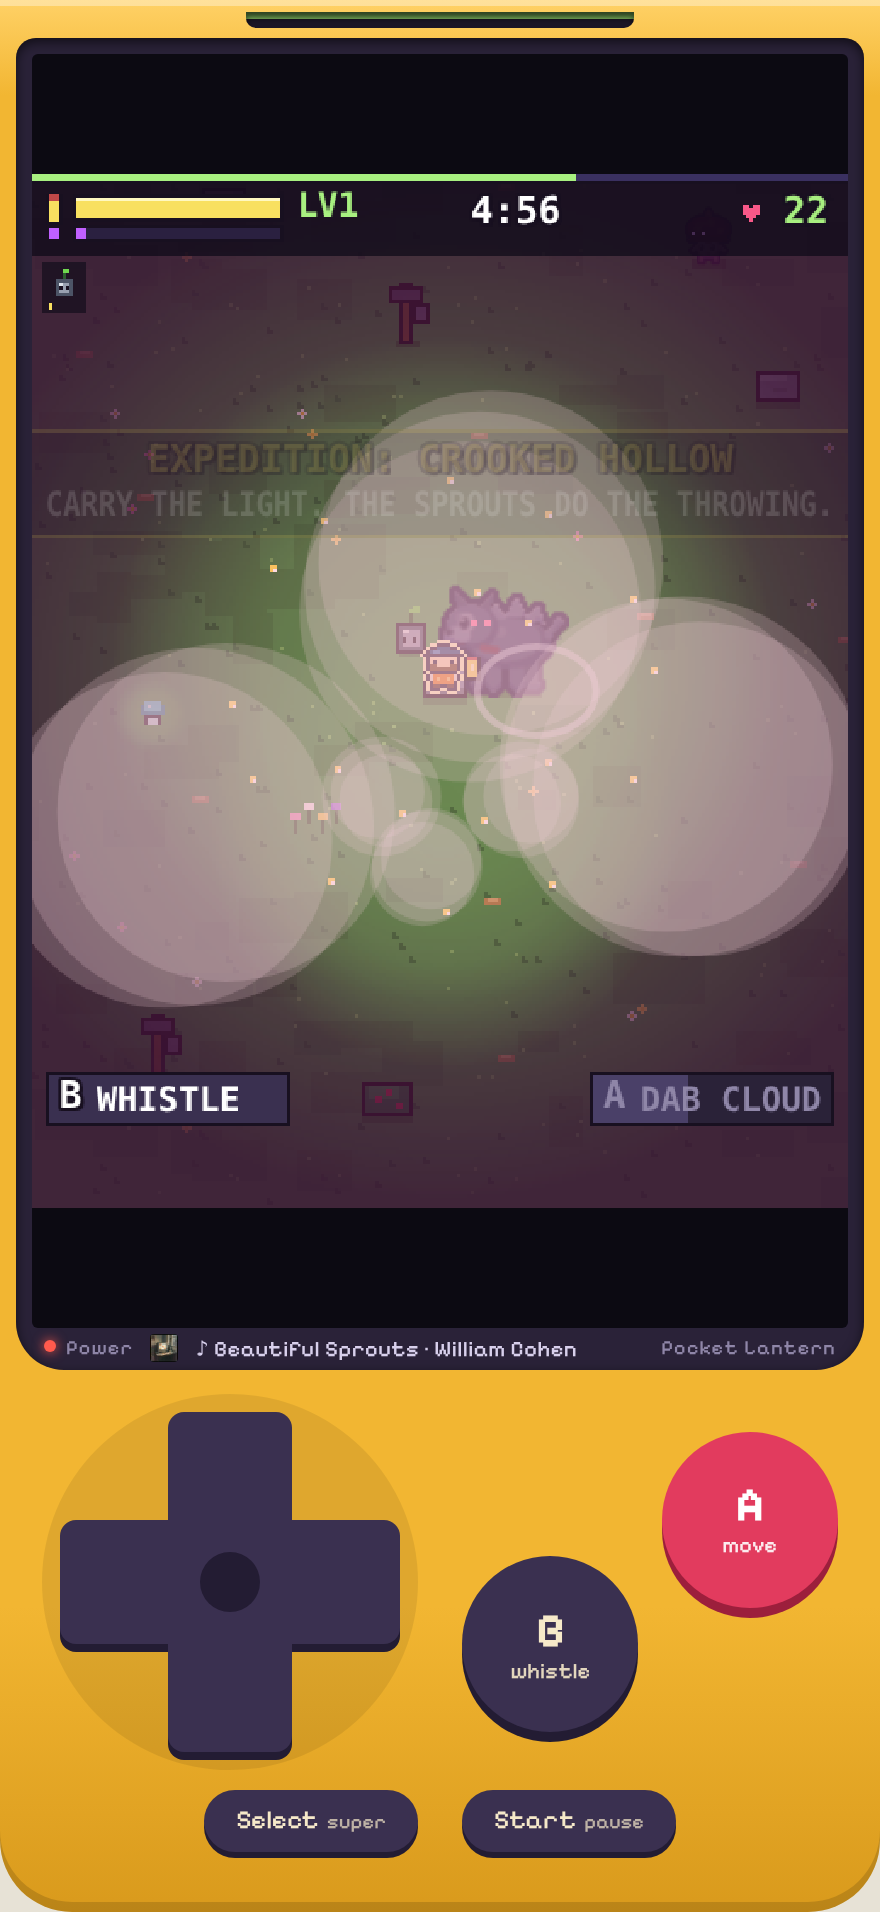 LV1
4:56
22
EXPEDITION: CROOKED HOLLOW
CARRY THE LIGHT. THE SPROUTS DO THE THROWING.
B WHISTLE
A DAB CLOUD
Power
♪ Beautiful Sprouts · William Cohen
Pocket Lantern
A
move
B
whistle
Select super
Start pause